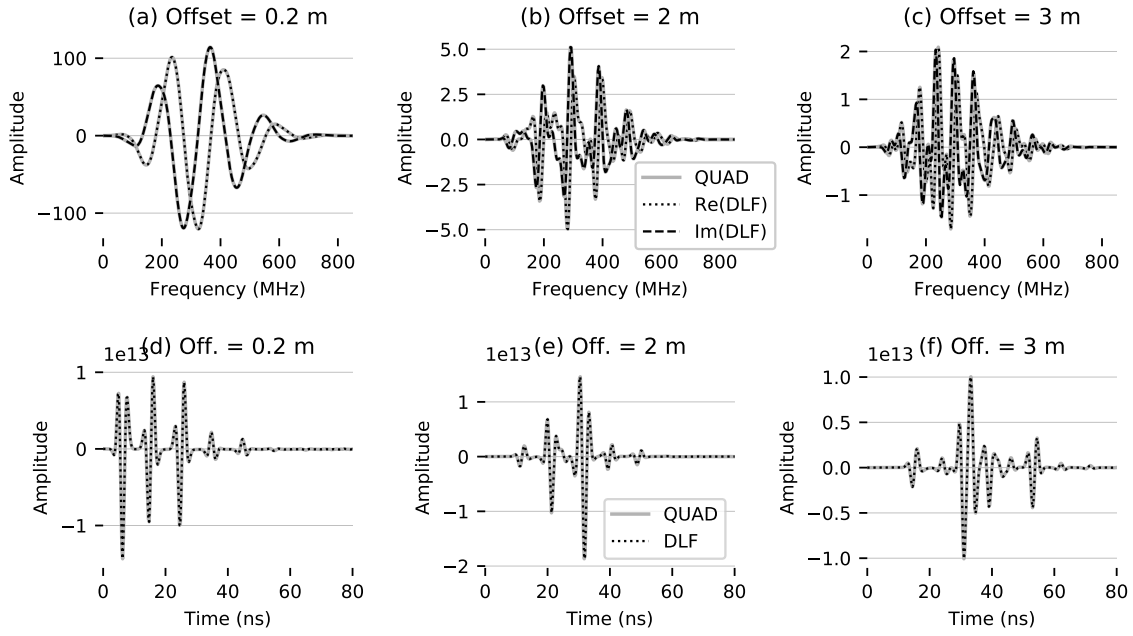 (a) Offset = 0.2 m
(b) Offset = 2 m
(c) Offset = 3 m
Amplitude
100
0
−100
0 200 400 600 800
Frequency (MHz)
Amplitude
5.0
2.5
0.0
−2.5
−5.0
QUAD
Re(DLF)
Im(DLF)
0 200 400 600 800
Frequency (MHz)
Amplitude
2
1
0
−1
0 200 400 600 800
Frequency (MHz)
1e13
(d) Off. = 0.2 m
1e13
(e) Off. = 2 m
1e13
(f) Off. = 3 m
Amplitude
1
0
−1
0 20 40 60 80
Time (ns)
Amplitude
1
0
−1
−2
QUAD
DLF
0 20 40 60 80
Time (ns)
Amplitude
1.0
0.5
0.0
−0.5
−1.0
0 20 40 60 80
Time (ns)